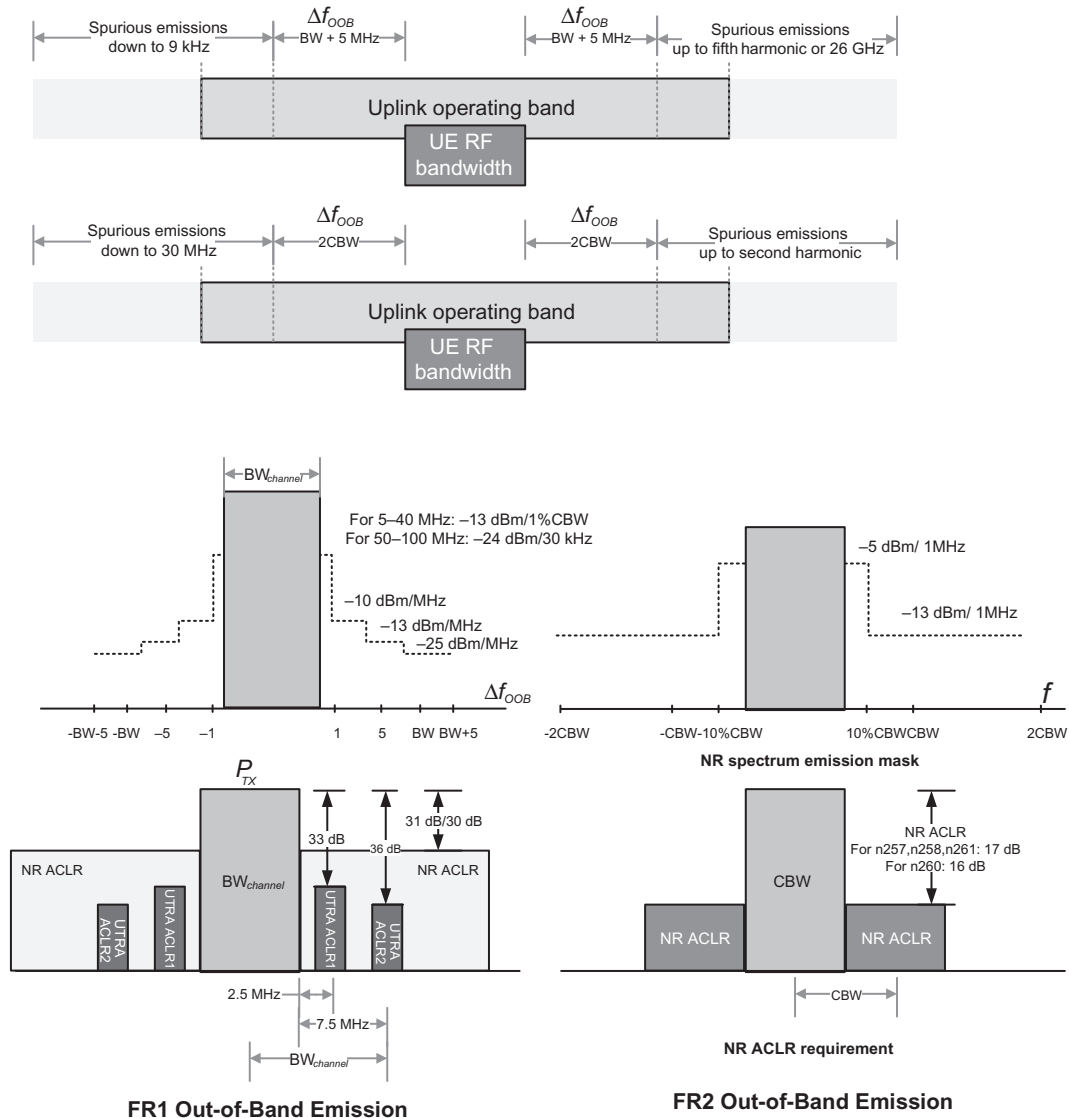 Spurious emissions
down to 9 kHz
Δf_OOB
BW + 5 MHz
Δf_OOB
BW + 5 MHz
Spurious emissions
up to fifth harmonic or 26 GHz
Uplink operating band
UE RF
bandwidth
Spurious emissions
down to 30 MHz
Δf_OOB
2CBW
Δf_OOB
2CBW
Spurious emissions
up to second harmonic
Uplink operating band
UE RF
bandwidth
BW_channel
For 5–40 MHz: –13 dBm/1%CBW
For 50–100 MHz: –24 dBm/30 kHz
–10 dBm/MHz
–13 dBm/MHz
–25 dBm/MHz
Δf_OOB
-BW-5 -BW –5 –1 1 5 BW BW+5
–5 dBm/ 1MHz
–13 dBm/ 1MHz
f
-2CBW -CBW-10%CBW 10%CBWCBW 2CBW
NR spectrum emission mask
P_TX
33 dB
36 dB
31 dB/30 dB
NR ACLR
UTRA
ACLR2
UTRA ACLR1
BW_channel
UTRA ACLR1
UTRA
ACLR2
NR ACLR
2.5 MHz
7.5 MHz
BW_channel
FR1 Out-of-Band Emission
NR ACLR
For n257,n258,n261: 17 dB
For n260: 16 dB
CBW
NR ACLR
NR ACLR
CBW
NR ACLR requirement
FR2 Out-of-Band Emission